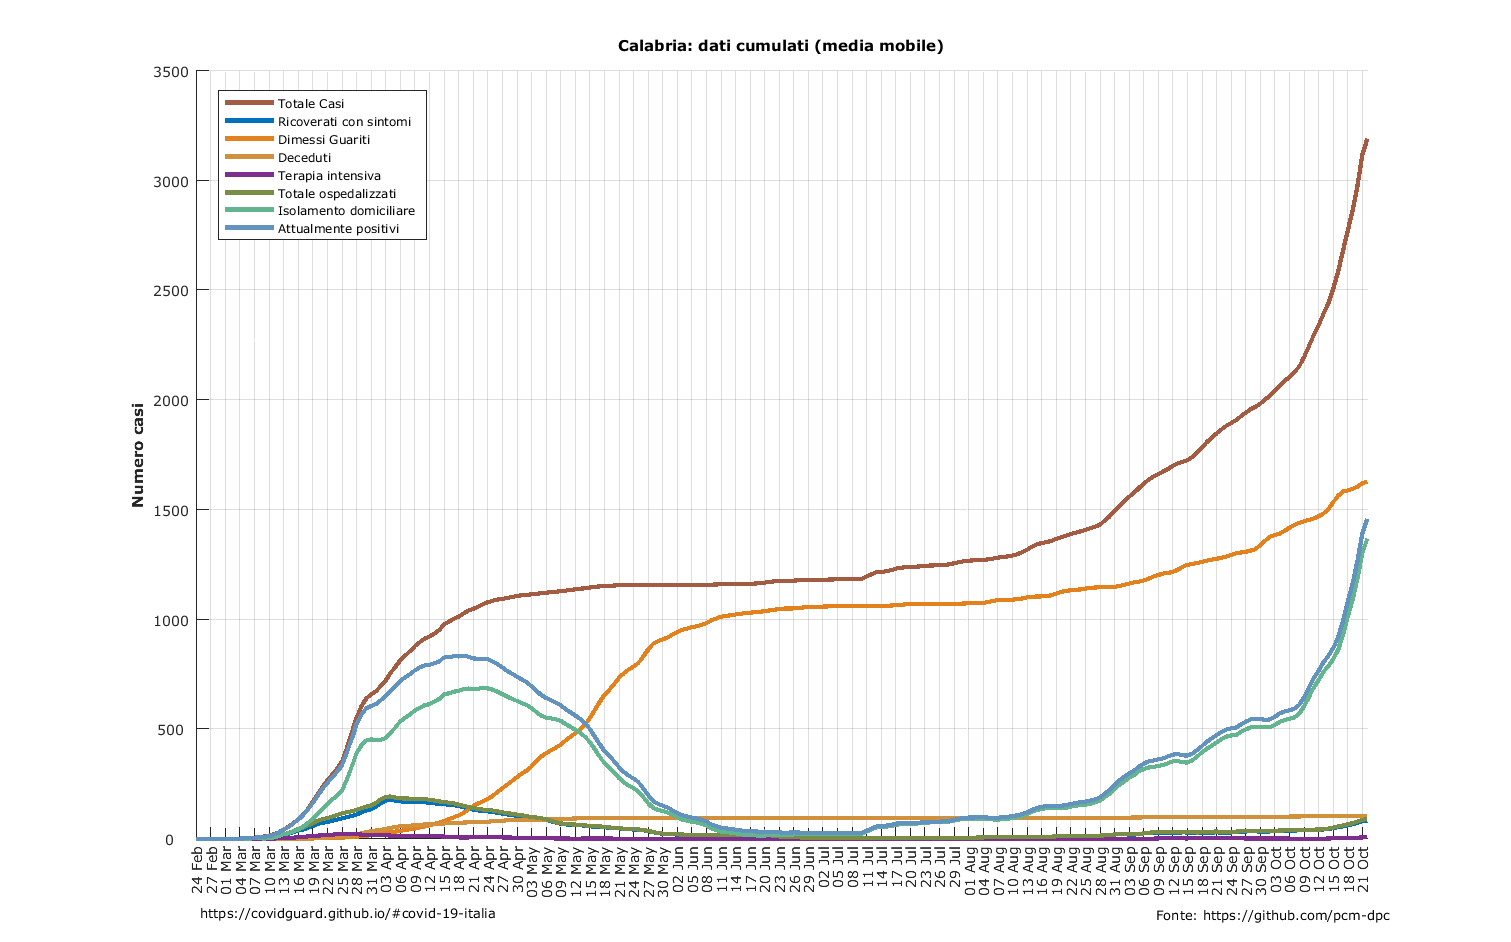 Calabria: dati cumulati (media mobile)
3500
3000
2500
2000
1500
1000
500
0
Numero casi
Totale Casi
Ricoverati con sintomi
Dimessi Guariti
Deceduti
Terapia intensiva
Totale ospedalizzati
Isolamento domiciliare
Attualmente positivi
24 Feb
27 Feb
01 Mar
04 Mar
07 Mar
10 Mar
13 Mar
16 Mar
19 Mar
22 Mar
25 Mar
28 Mar
31 Mar
03 Apr
06 Apr
09 Apr
12 Apr
15 Apr
18 Apr
21 Apr
24 Apr
27 Apr
30 Apr
03 May
06 May
09 May
12 May
15 May
18 May
21 May
24 May
27 May
30 May
02 Jun
05 Jun
08 Jun
11 Jun
14 Jun
17 Jun
20 Jun
23 Jun
26 Jun
29 Jun
02 Jul
05 Jul
08 Jul
11 Jul
14 Jul
17 Jul
20 Jul
23 Jul
26 Jul
29 Jul
01 Aug
04 Aug
07 Aug
10 Aug
13 Aug
16 Aug
19 Aug
22 Aug
25 Aug
28 Aug
31 Aug
03 Sep
06 Sep
09 Sep
12 Sep
15 Sep
18 Sep
21 Sep
24 Sep
27 Sep
30 Sep
03 Oct
06 Oct
09 Oct
12 Oct
15 Oct
18 Oct
21 Oct
https://covidguard.github.io/#covid-19-italia
Fonte: https://github.com/pcm-dpc